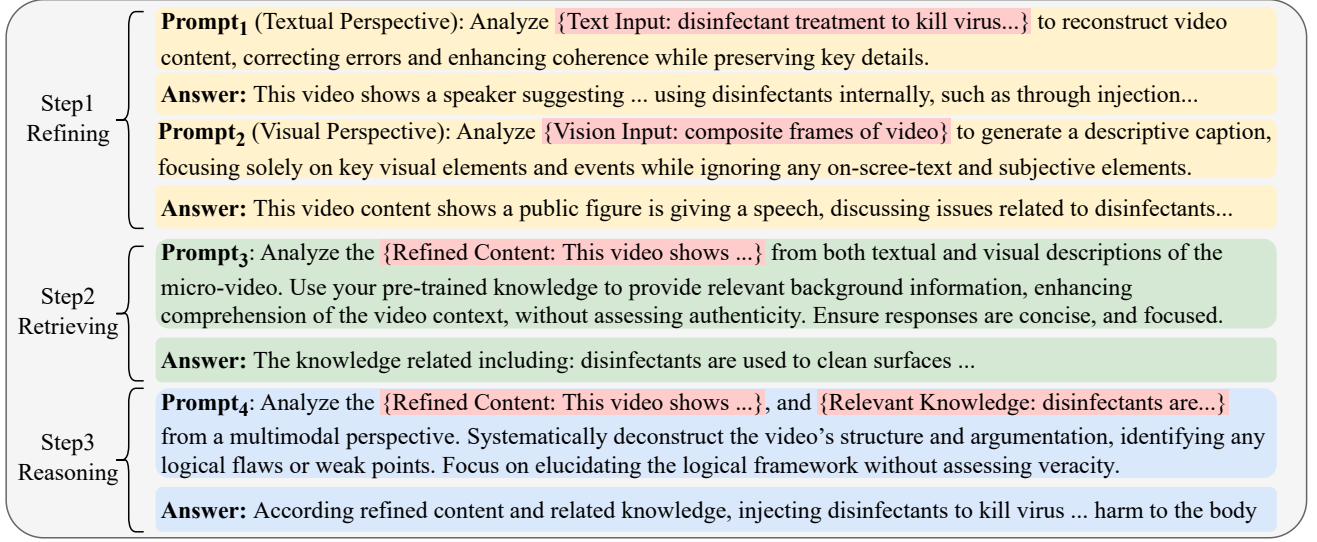 Step1
Refining
Prompt1 (Textual Perspective): Analyze {Text Input: disinfectant treatment to kill virus...} to reconstruct video
content, correcting errors and enhancing coherence while preserving key details.
Answer: This video shows a speaker suggesting ... using disinfectants internally, such as through injection...
Prompt2 (Visual Perspective): Analyze {Vision Input: composite frames of video} to generate a descriptive caption,
focusing solely on key visual elements and events while ignoring any on-scree-text and subjective elements.
Answer: This video content shows a public figure is giving a speech, discussing issues related to disinfectants...
Step2
Retrieving
Prompt3: Analyze the {Refined Content: This video shows ...} from both textual and visual descriptions of the
micro-video. Use your pre-trained knowledge to provide relevant background information, enhancing
comprehension of the video context, without assessing authenticity. Ensure responses are concise, and focused.
Answer: The knowledge related including: disinfectants are used to clean surfaces ...
Step3
Reasoning
Prompt4: Analyze the {Refined Content: This video shows ...}, and {Relevant Knowledge: disinfectants are...}
from a multimodal perspective. Systematically deconstruct the video's structure and argumentation, identifying any
logical flaws or weak points. Focus on elucidating the logical framework without assessing veracity.
Answer: According refined content and related knowledge, injecting disinfectants to kill virus ... harm to the body